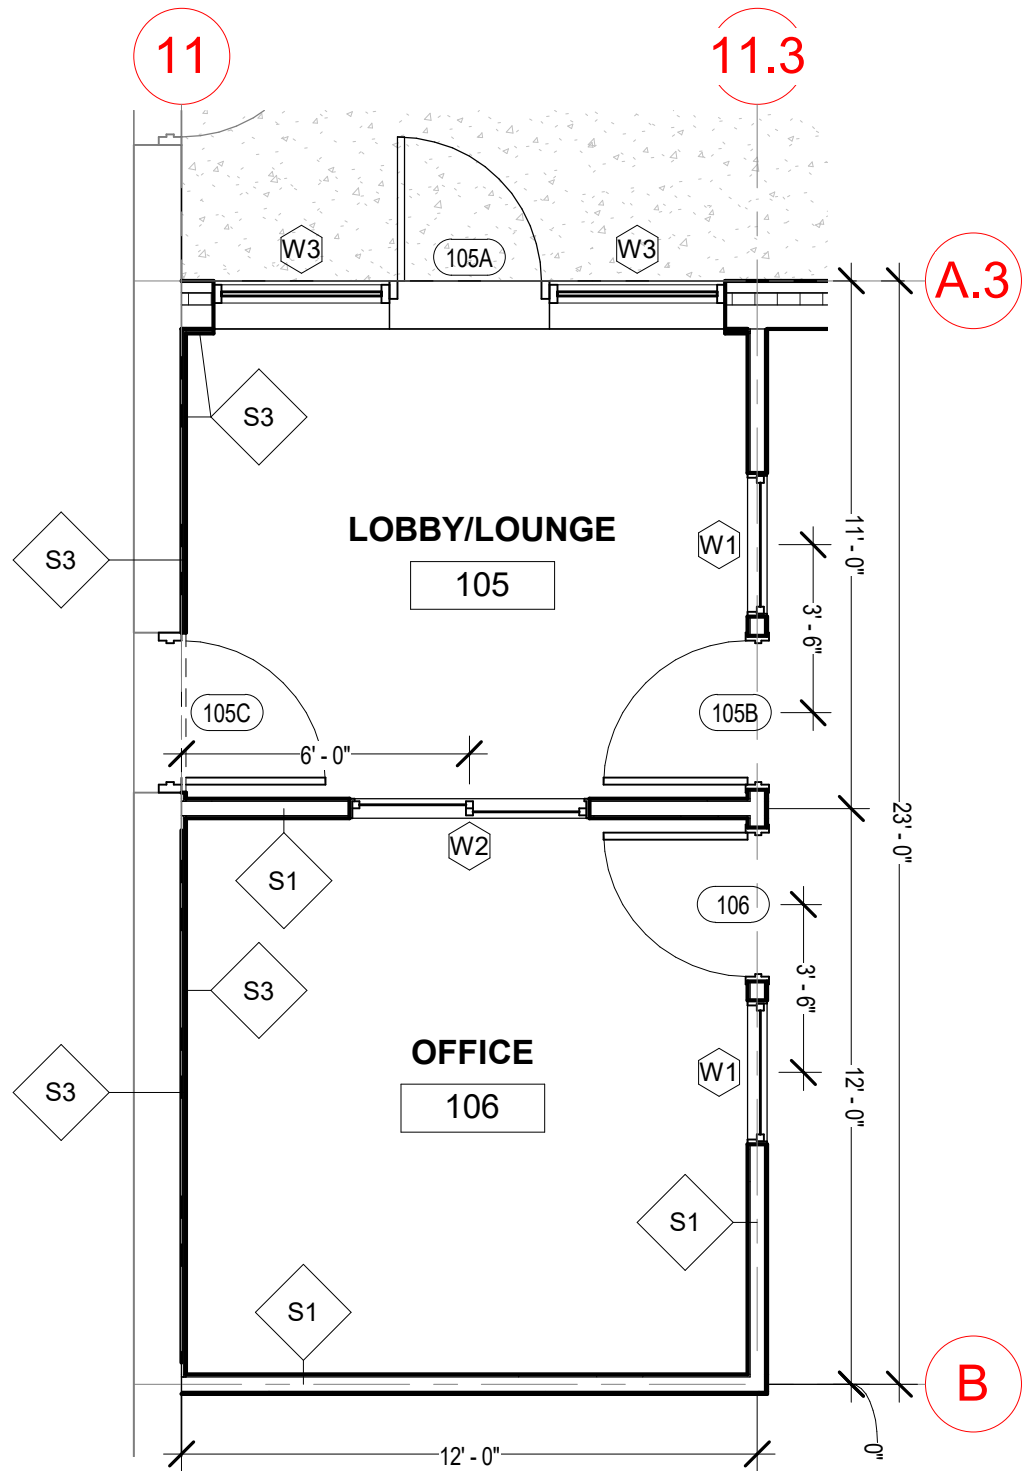 11
11.3
W3
105A
W3
A.3
S3
LOBBY/LOUNGE
105
S3
W1
11' - 0"
3' - 6"
105C
105B
6' - 0"
W2
23' - 0"
S1
106
S3
3' - 6"
OFFICE
106
S3
W1
12' - 0"
S1
S1
B
0"
12' - 0"